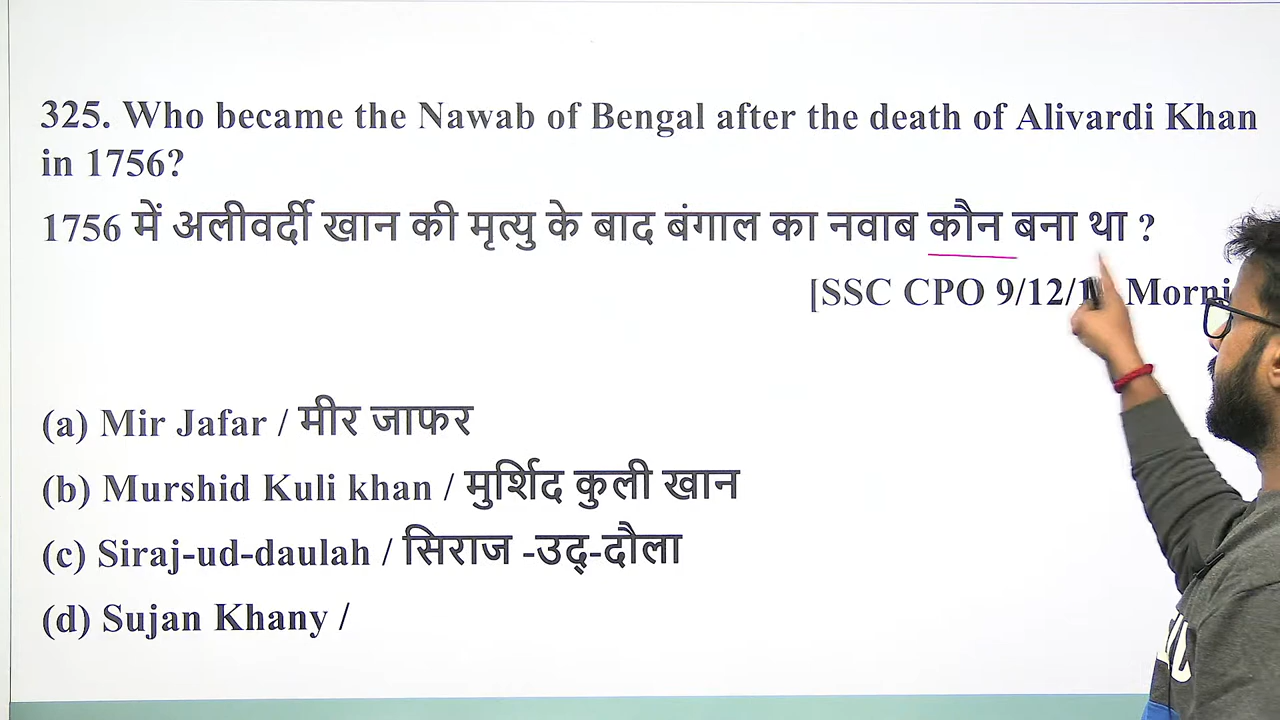 325. Who became the Nawab of Bengal after the death of Alivardi Khan
in 1756?
1756 में अलीवर्दी खान की मृत्यु के बाद बंगाल का नवाब कौन बना था ?
[SSC CPO 9/12/1
(a) Mir Jafar / मीर जाफर
(b) Murshid Kuli khan / मुर्शिद कुली खान
(c) Siraj-ud-daulah / सिराज -उद्-दौला
(d) Sujan Khany /